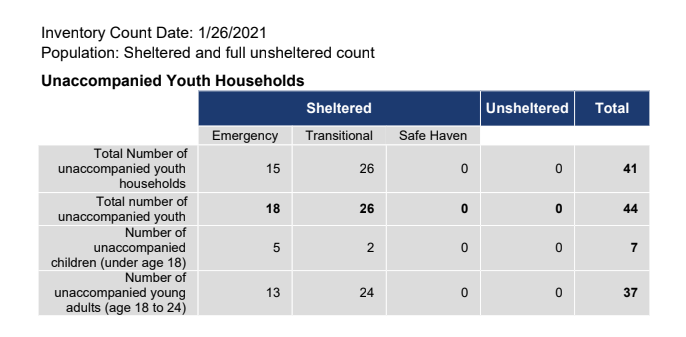 Inventory Count Date: 1/26/2021
Population: Sheltered and full unsheltered count
Unaccompanied Youth Households
Sheltered Unsheltered Total
Emergency Transitional Safe Haven
Total Number of
unaccompanied youth
households 15 26 0 0 41
Total number of
unaccompanied youth 18 26 0 0 44
Number of
unaccompanied
children (under age 18) 5 2 0 0 7
Number of
unaccompanied young
adults (age 18 to 24) 13 24 0 0 37